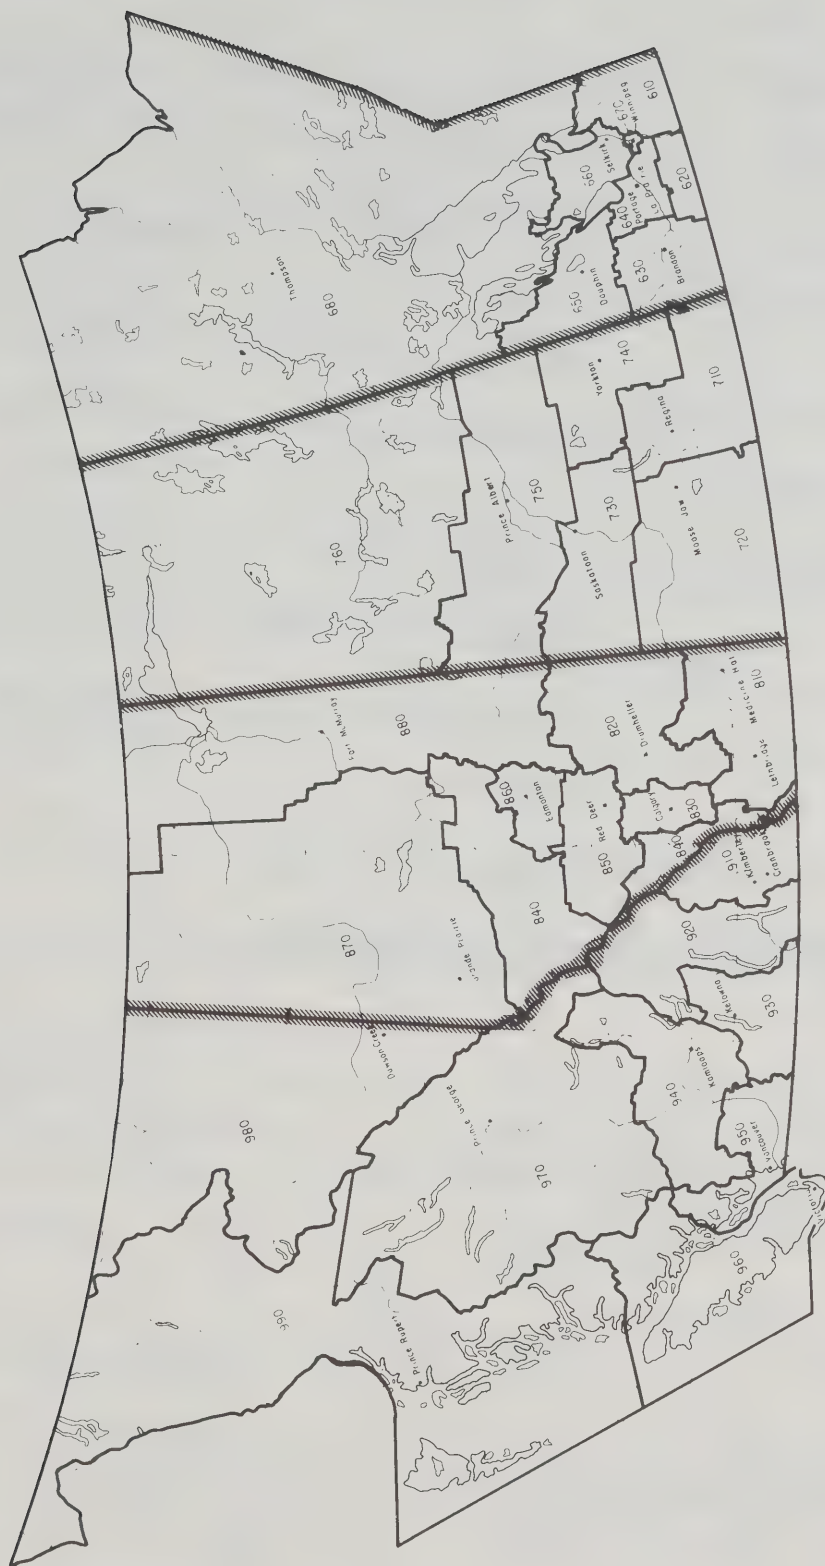 610
Winnipeg
670
Selkirk
660
620
Portage
La Prairie
640
630
Brandon
650
Dauphin
Thompson
680
740
Yorkton
710
Regina
750
Prince Albert
730
Saskatoon
Moose Jaw
720
760
810
Medicine Hat
Lethbridge
820
Drumheller
880
Fort McMurray
860
Edmonton
850
Red Deer
Calgary
830
840
840
870
Grande Prairie
910
Kimberley
Cranbrook
920
930
Kelowna
Kamloops
940
950
Vancouver
Dawson Creek
980
Prince George
970
960
Victoria
990
Prince Rupert